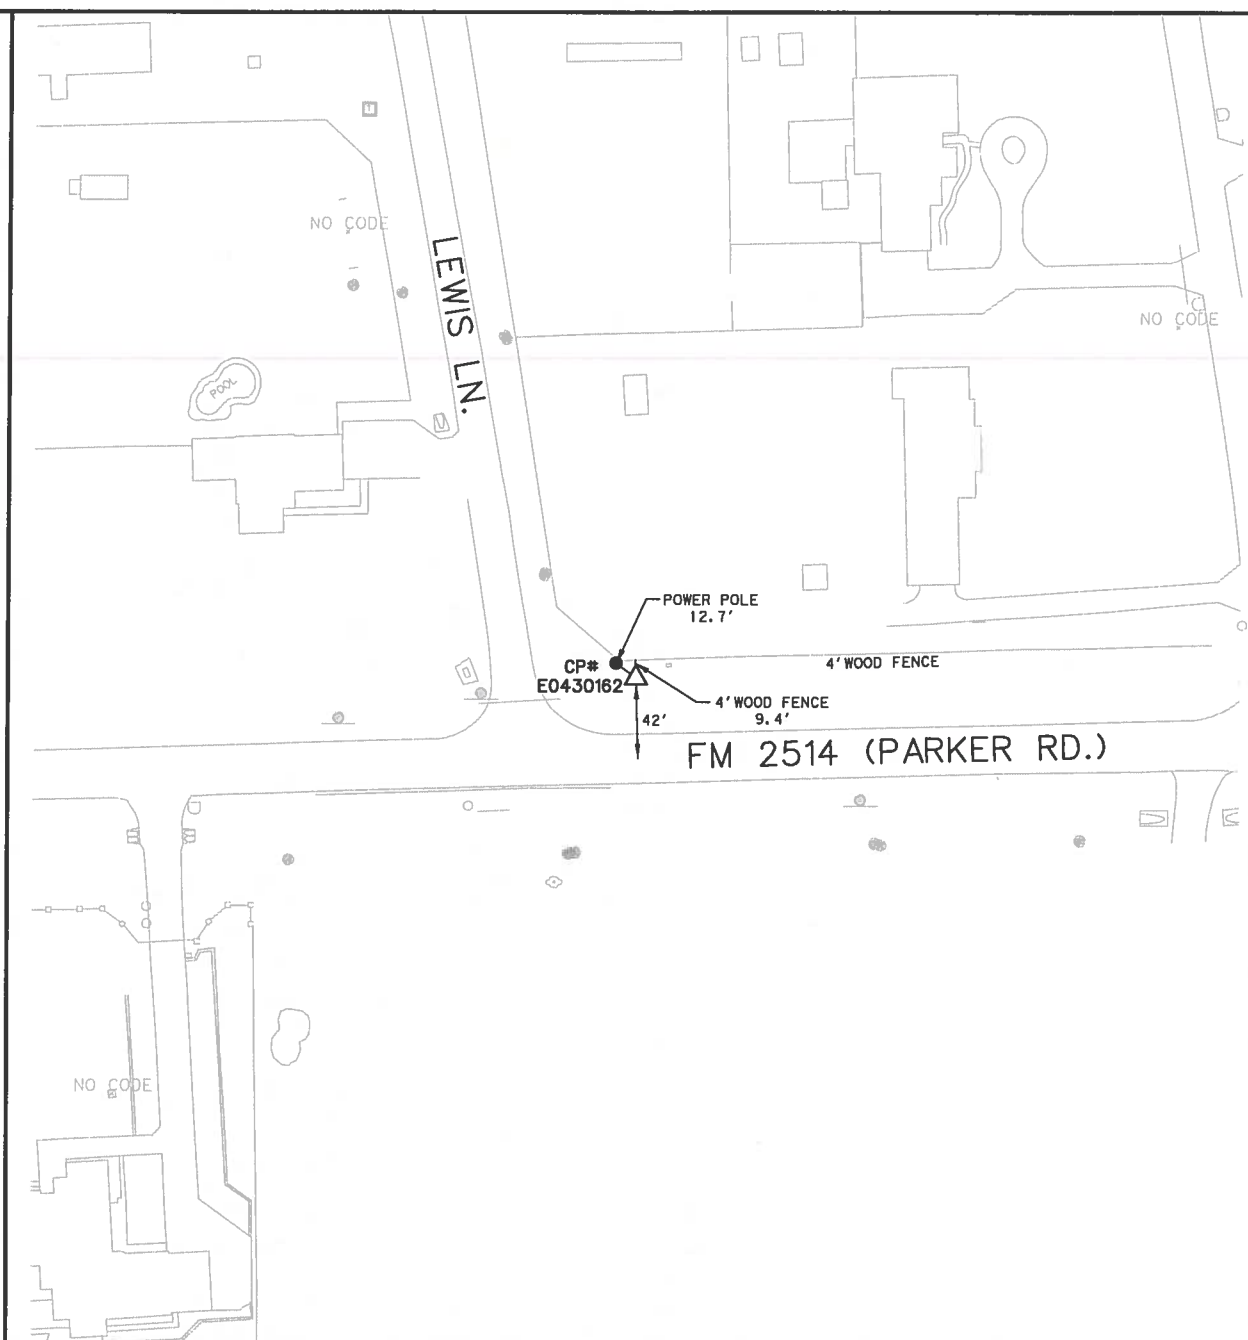 NO CODE
LEWIS LN.
NO CODE
POOL
POWER POLE
12.7'
CP#
E0430162
4' WOOD FENCE
4' WOOD FENCE
9.4'
42'
FM 2514 (PARKER RD.)
NO CODE